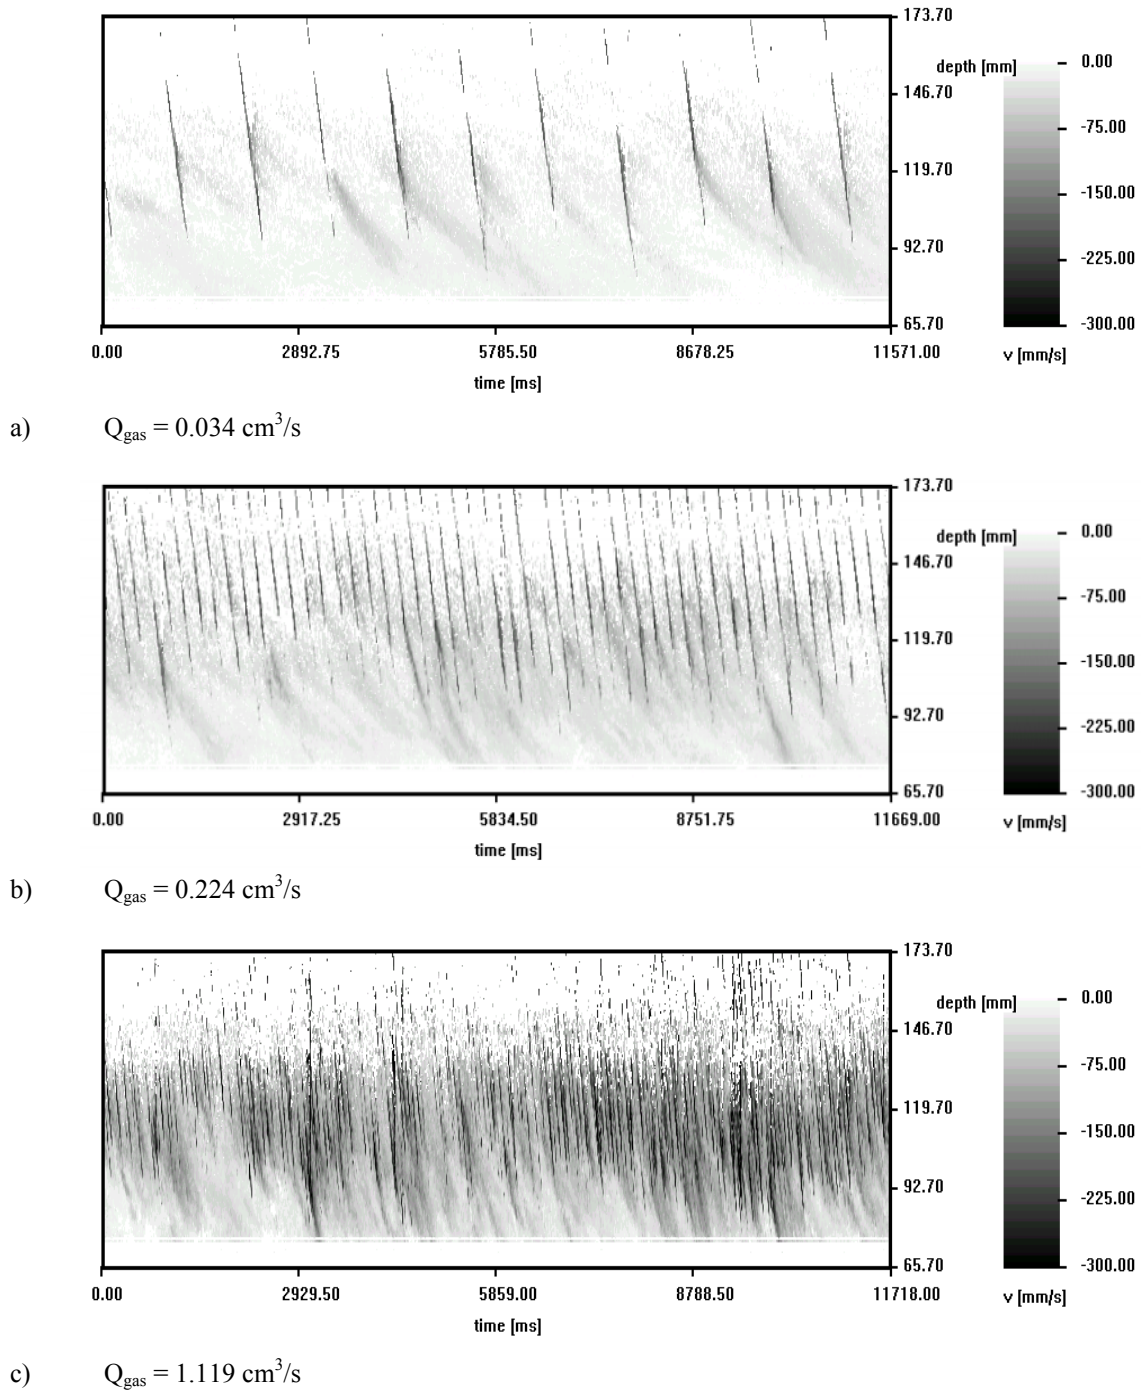 173.70
depth [mm]
0.00
146.70
-75.00
119.70
-150.00
92.70
-225.00
65.70
-300.00
0.00 2892.75 5785.50 8678.25 11571.00 v [mm/s]
time [ms]
a) Qgas = 0.034 cm³/s
173.70
depth [mm]
0.00
146.70
-75.00
119.70
-150.00
92.70
-225.00
65.70
-300.00
0.00 2917.25 5834.50 8751.75 11669.00 v [mm/s]
time [ms]
b) Qgas = 0.224 cm³/s
173.70
depth [mm]
0.00
146.70
-75.00
119.70
-150.00
92.70
-225.00
65.70
-300.00
0.00 2929.50 5859.00 8788.50 11718.00 v [mm/s]
time [ms]
c) Qgas = 1.119 cm³/s